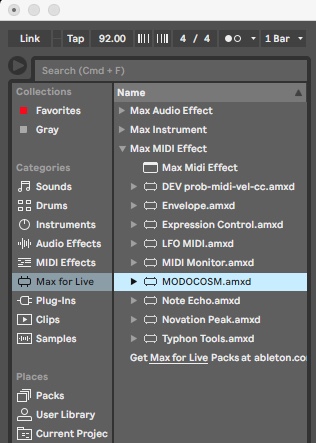 Link Tap 92.00 4 / 4 1 Bar
Search (Cmd + F)
Collections
Favorites
Gray
Categories
Sounds
Drums
Instruments
Audio Effects
MIDI Effects
Max for Live
Plug-Ins
Clips
Samples
Places
Packs
User Library
Current Projec
Name
Max Audio Effect
Max Instrument
Max MIDI Effect
Max Midi Effect
DEV prob-midi-vel-cc.amxd
Envelope.amxd
Expression Control.amxd
LFO MIDI.amxd
MIDI Monitor.amxd
MODOCOSM.amxd
Note Echo.amxd
Novation Peak.amxd
Typhon Tools.amxd
Get Max for Live Packs at ableton.co